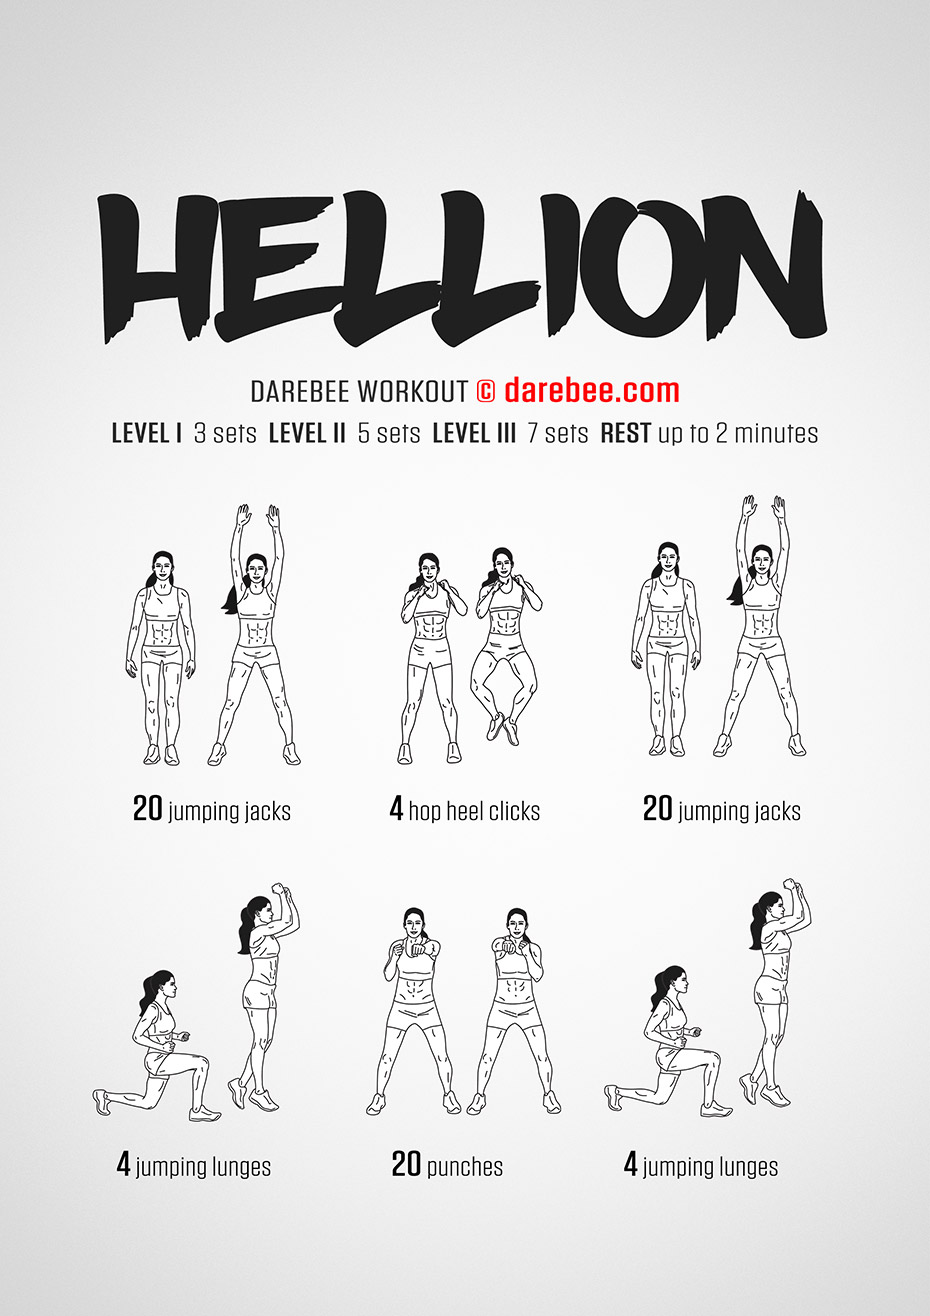 HELLION
DAREBEE WORKOUT © darebee.com
LEVEL I 3 sets LEVEL II 5 sets LEVEL III 7 sets REST up to 2 minutes
20 jumping jacks
4 hop heel clicks
20 jumping jacks
4 jumping lunges
20 punches
4 jumping lunges